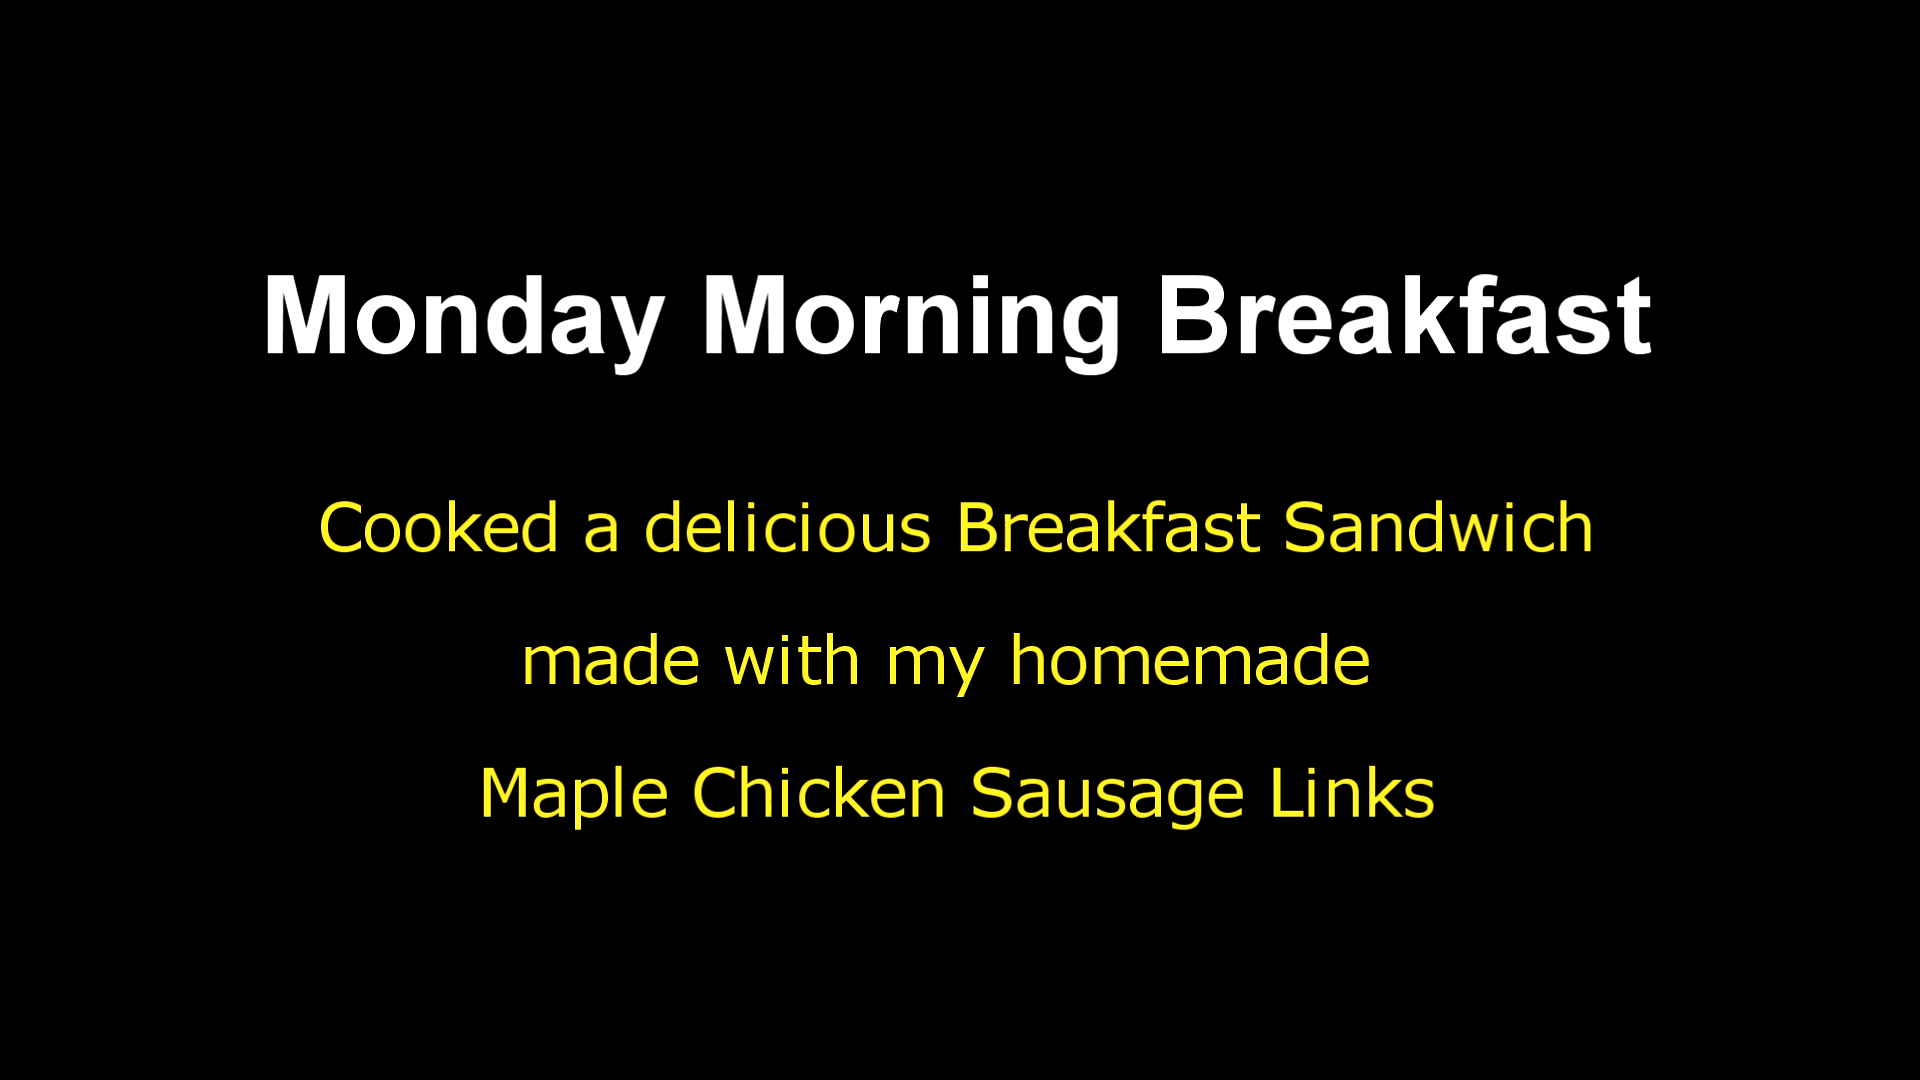 Monday Morning Breakfast
Cooked a delicious Breakfast Sandwich
made with my homemade
Maple Chicken Sausage Links